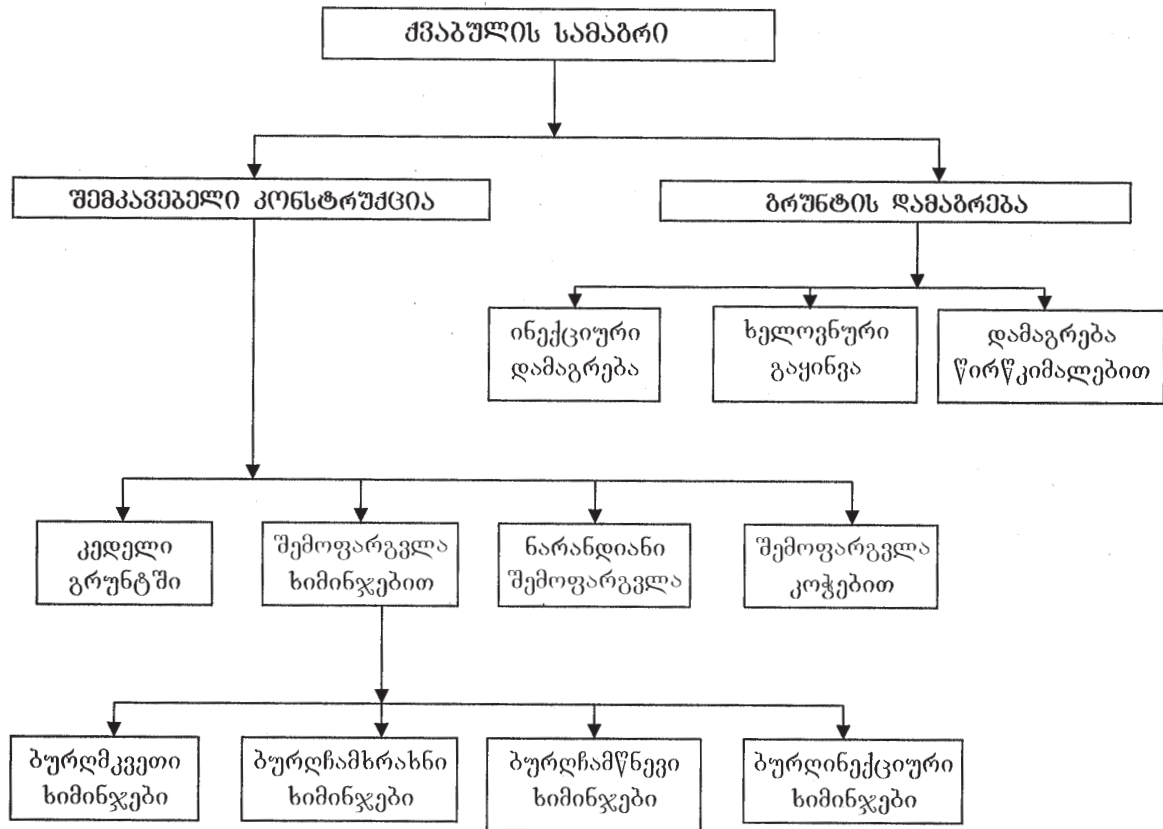 ქვაბულის სამაგრი
შემკავებელი კონსტრუქცია
გრუნტის დამაგრება
ინექციური
დამაგრება
ხელოვნური
გაყინვა
დამაგრება
წირწკიმალებით
კედელი
გრუნტში
შემოფარგვლა
ხიმინჯებით
ნარანდიანი
შემოფარგვლა
შემოფარგვლა
კოჭებით
ბურღმკვეთი
ხიმინჯები
ბურღჩამხრახნი
ხიმინჯები
ბურღჩამწნევი
ხიმინჯები
ბურღინექციური
ხიმინჯები